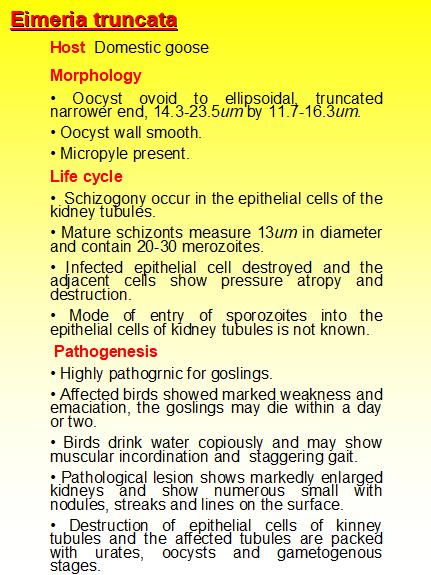 Eimeria truncata
Host  Domestic goose
Morphology
• Oocyst ovoid to ellipsoidal, truncated
narrower end, 14.3-23.5um by 11.7-16.3um.
• Oocyst wall smooth.
• Micropyle present.
Life cycle
• Schizogony occur in the epithelial cells of the
kidney tubules.
• Mature schizonts measure 13um in diameter
and contain 20-30 merozoites.
• Infected epithelial cell destroyed and the
adjacent cells show pressure atropy and
destruction.
• Mode of entry of sporozoites into the
epithelial cells of kidney tubules is not known.
Pathogenesis
• Highly pathogrnic for goslings.
• Affected birds showed marked weakness and
emaciation, the goslings may die within a day
or two.
• Birds drink water copiously and may show
muscular incordination and staggering gait.
• Pathological lesion shows markedly enlarged
kidneys and show numerous small with
nodules, streaks and lines on the surface.
• Destruction of epithelial cells of kinney
tubules and the affected tubules are packed
with urates, oocysts and gametogenous
stages.